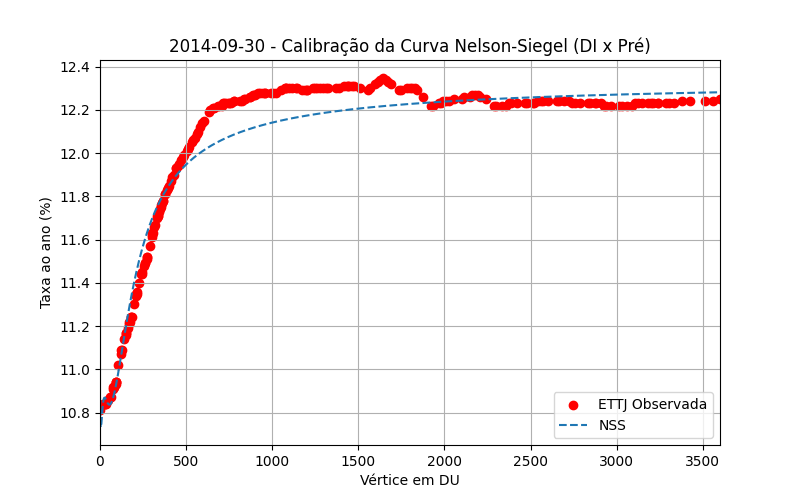 2014-09-30 - Calibração da Curva Nelson-Siegel (DI x Pré)
Taxa ao ano (%)
12.4
12.2
12.0
11.8
11.6
11.4
11.2
11.0
10.8
0 500 1000 1500 2000 2500 3000 3500
Vértice em DU
ETTJ Observada
NSS